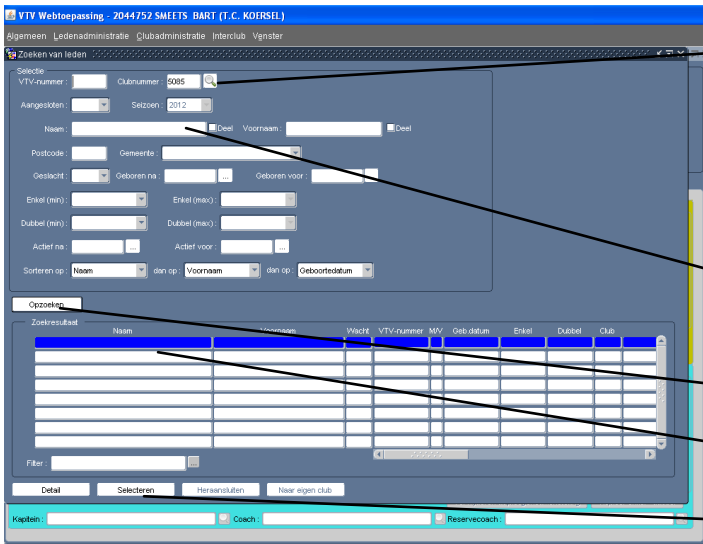 VTV Webtoepassing - 2044752 SMEETS BART (T.C. KOERSEL)
Algemeen Ledenadministratie Clubadministratie Interclub Venster
Zoeken van leden
Selectie
VTV-nummer : Clubnummer : 5085
Aangesloten : Seizoen : 2012
Naam : Deel Voornaam : Deel
Postcode : Gemeente :
Geslacht : Geboren na : ... Geboren voor :
Enkel (min) : Enkel (max) :
Dubbel (min) : Dubbel (max) :
Actief na : ... Actief voor : ...
Sorteren op : Naam dan op : Voornaam dan op : Geboortedatum
Opzoeken
Zoekresultaat
Naam Voornaam Wacht VTV-nummer M/V Geb.datum Enkel Dubbel Club
Filter : ...
Detail Selecteren Heraansluiten Naar eigen club
Kapitein : Coach : Reservecoach :